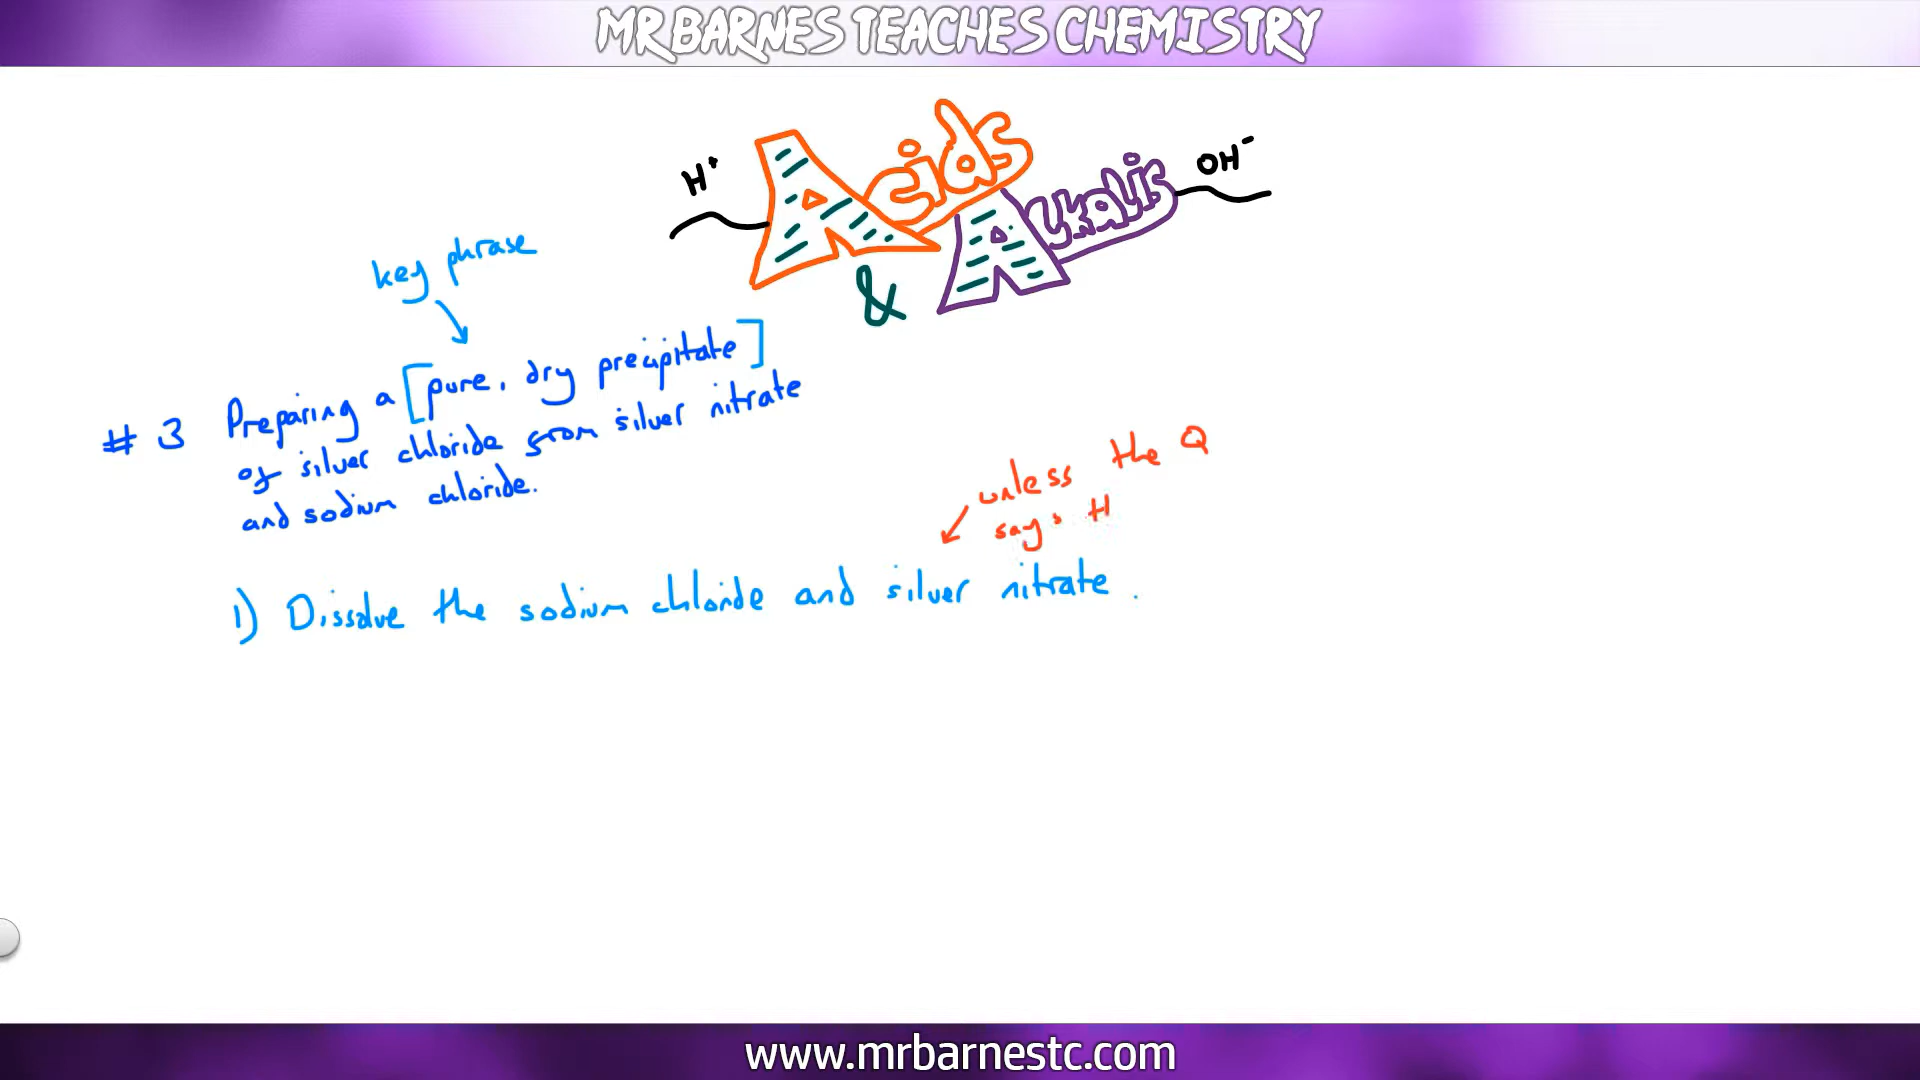 MR BARNES TEACHES CHEMISTRY
H⁺
Acids
OH⁻
Alkalis
&
key phrase
# 3 Preparing a [pure, dry precipitate]
of silver chloride from silver nitrate
and sodium chloride.
unless the Q
says H
1) Dissolve the sodium chloride and silver nitrate.
www.mrbarnestc.com